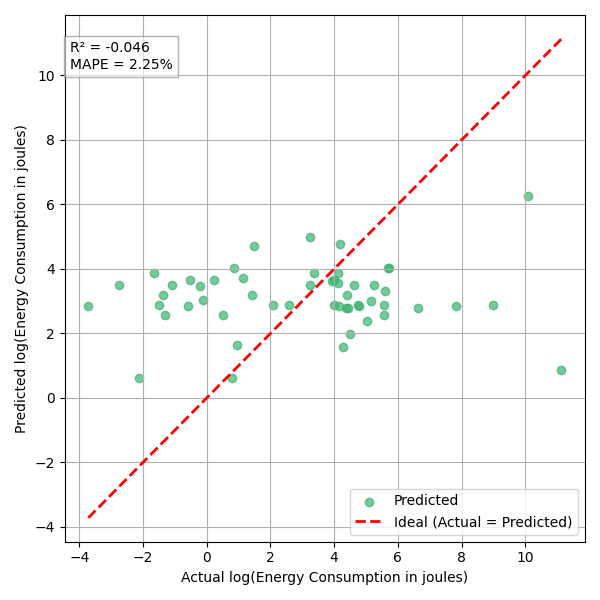 R² = -0.046
MAPE = 2.25%
10
8
6
4
2
0
−2
−4
Predicted log(Energy Consumption in joules)
Predicted
Ideal (Actual = Predicted)
−4 −2 0 2 4 6 8 10
Actual log(Energy Consumption in joules)